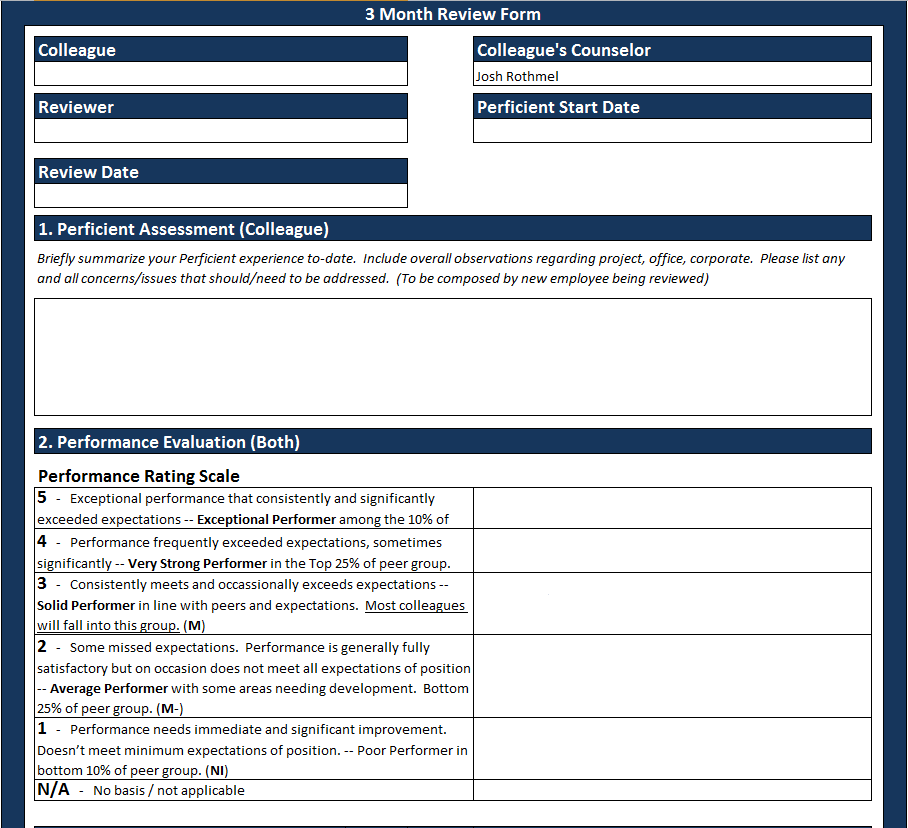 3 Month Review Form
Colleague
Colleague's Counselor
Josh Rothmel
Reviewer
Perficient Start Date
Review Date
1. Perficient Assessment (Colleague)
Briefly summarize your Perficient experience to-date.  Include overall observations regarding project, office, corporate.  Please list any
and all concerns/issues that should/need to be addressed.  (To be composed by new employee being reviewed)
2. Performance Evaluation (Both)
Performance Rating Scale
5 - Exceptional performance that consistently and significantly
exceeded expectations -- Exceptional Performer among the 10% of
4 - Performance frequently exceeded expectations, sometimes
significantly -- Very Strong Performer in the Top 25% of peer group.
3 - Consistently meets and occassionally exceeds expectations --
Solid Performer in line with peers and expectations.  Most colleagues
will fall into this group. (M)
2 - Some missed expectations.  Performance is generally fully
satisfactory but on occasion does not meet all expectations of position
-- Average Performer with some areas needing development.  Bottom
25% of peer group. (M-)
1 - Performance needs immediate and significant improvement.
Doesn’t meet minimum expectations of position. -- Poor Performer in
bottom 10% of peer group. (NI)
N/A - No basis / not applicable